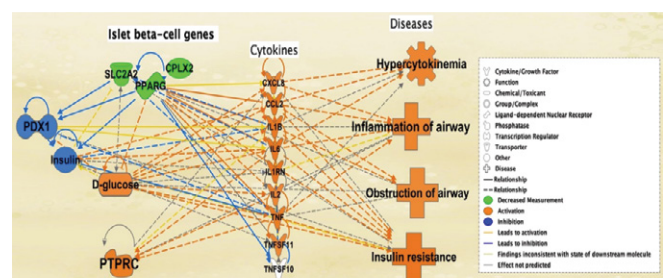 Islet beta-cell genes
Cytokines
Diseases
SLC2A2
CPLX2
PPARG
PDX1
Insulin
D-glucose
PTPRC
CXCL8
CCL2
IL1B
IL6
IL1RN
IL2
TNF
TNFSF11
TNFSF10
Hypercytokinemia
Inflammation of airway
Obstruction of airway
Insulin resistance
Cytokine/Growth Factor
Function
Chemical/Toxicant
Group/Complex
Ligand-dependent Nuclear Receptor
Phosphatase
Transcription Regulator
Transporter
Other
Disease
Relationship
Relationship
Decreased Measurement
Activation
Inhibition
Leads to activation
Leads to inhibition
Findings inconsistent with state of downstream molecule
Effect not predicted